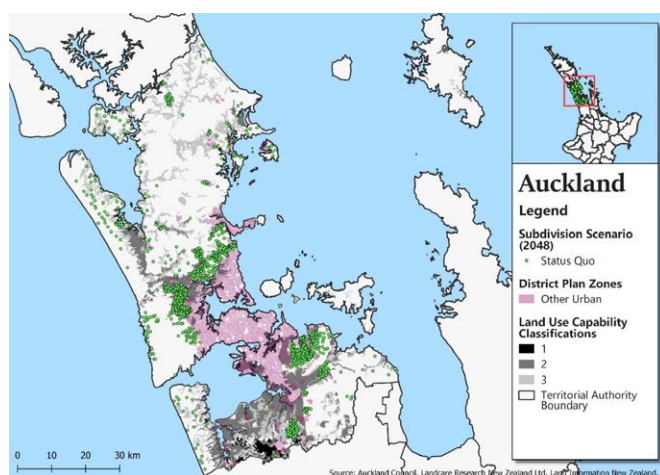 Auckland
Legend
Subdivision Scenario
(2048)
Status Quo
District Plan Zones
Other Urban
Land Use Capability
Classifications
1
2
3
Territorial Authority
Boundary
0 10 20 30 km
Source: Auckland Council, Landcare Research New Zealand Ltd, Land Information New Zealand.